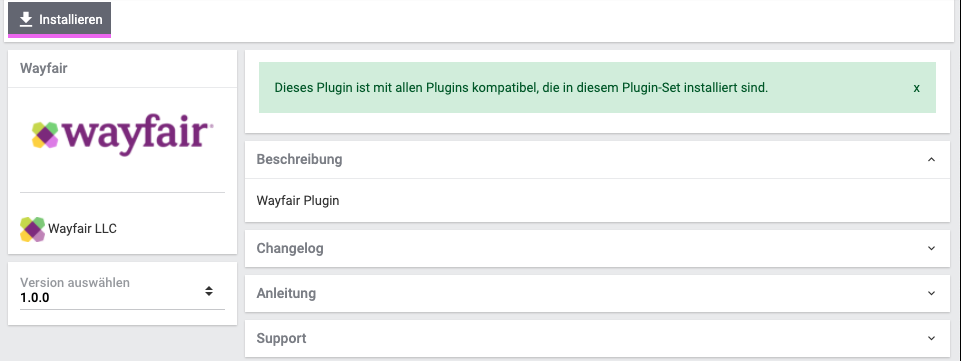 Installieren
Wayfair
wayfair
Wayfair LLC
Version auswählen
1.0.0
Dieses Plugin ist mit allen Plugins kompatibel, die in diesem Plugin-Set installiert sind.
x
Beschreibung
Wayfair Plugin
Changelog
Anleitung
Support